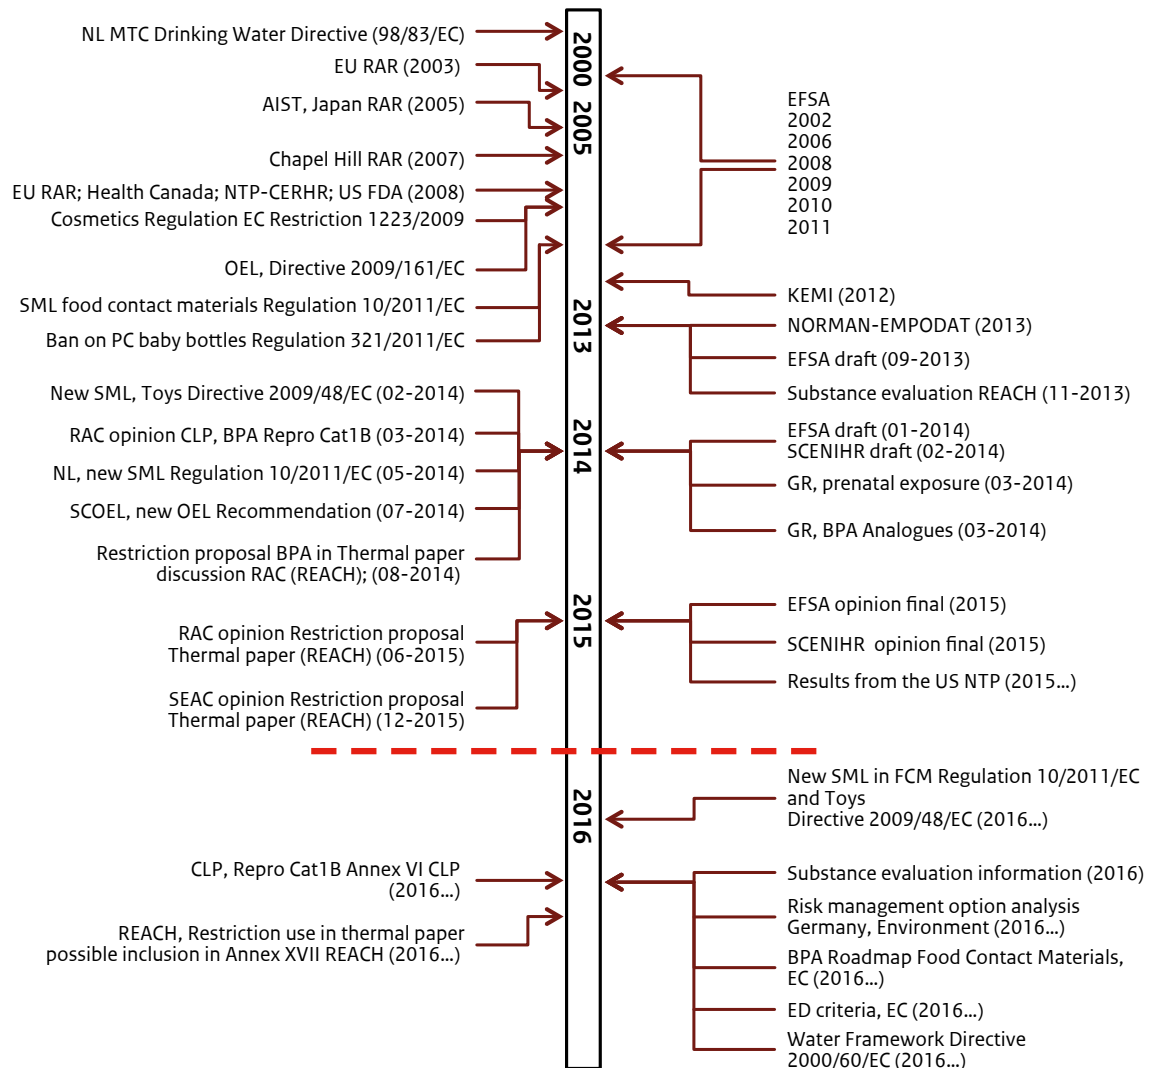 NL MTC Drinking Water Directive (98/83/EC)
EU RAR (2003)
AIST, Japan RAR (2005)
Chapel Hill RAR (2007)
EU RAR; Health Canada; NTP-CERHR; US FDA (2008)
Cosmetics Regulation EC Restriction 1223/2009
OEL, Directive 2009/161/EC
SML food contact materials Regulation 10/2011/EC
Ban on PC baby bottles Regulation 321/2011/EC
New SML, Toys Directive 2009/48/EC (02-2014)
RAC opinion CLP, BPA Repro Cat1B (03-2014)
NL, new SML Regulation 10/2011/EC (05-2014)
SCOEL, new OEL Recommendation (07-2014)
Restriction proposal BPA in Thermal paper
discussion RAC (REACH); (08-2014)
RAC opinion Restriction proposal
Thermal paper (REACH) (06-2015)
SEAC opinion Restriction proposal
Thermal paper (REACH) (12-2015)
CLP, Repro Cat1B Annex VI CLP
(2016...)
REACH, Restriction use in thermal paper
possible inclusion in Annex XVII REACH (2016...)
2000
2005
2013
2014
2015
2016
EFSA
2002
2006
2008
2009
2010
2011
KEMI (2012)
NORMAN-EMPODAT (2013)
EFSA draft (09-2013)
Substance evaluation REACH (11-2013)
EFSA draft (01-2014)
SCENIHR draft (02-2014)
GR, prenatal exposure (03-2014)
GR, BPA Analogues (03-2014)
EFSA opinion final (2015)
SCENIHR opinion final (2015)
Results from the US NTP (2015...)
New SML in FCM Regulation 10/2011/EC
and Toys
Directive 2009/48/EC (2016...)
Substance evaluation information (2016)
Risk management option analysis
Germany, Environment (2016...)
BPA Roadmap Food Contact Materials,
EC (2016...)
ED criteria, EC (2016...)
Water Framework Directive
2000/60/EC (2016...)